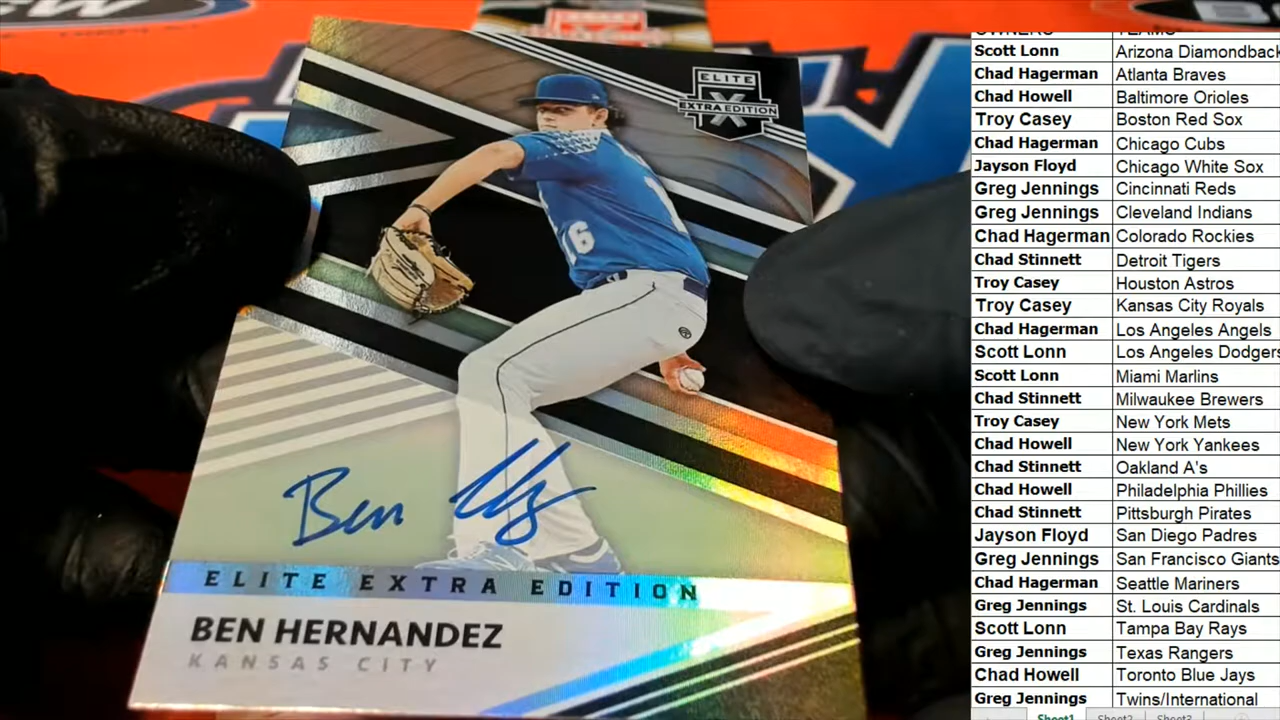 ELITE
X
EXTRA EDITION
16
Ben
ELITE EXTRA EDITION
BEN HERNANDEZ
KANSAS CITY
OWNERS TEAMS
Scott Lonn Arizona Diamondback
Chad Hagerman Atlanta Braves
Chad Howell Baltimore Orioles
Troy Casey Boston Red Sox
Chad Hagerman Chicago Cubs
Jayson Floyd Chicago White Sox
Greg Jennings Cincinnati Reds
Greg Jennings Cleveland Indians
Chad Hagerman Colorado Rockies
Chad Stinnett Detroit Tigers
Troy Casey Houston Astros
Troy Casey Kansas City Royals
Chad Hagerman Los Angeles Angels
Scott Lonn Los Angeles Dodgers
Scott Lonn Miami Marlins
Chad Stinnett Milwaukee Brewers
Troy Casey New York Mets
Chad Howell New York Yankees
Chad Stinnett Oakland A's
Chad Howell Philadelphia Phillies
Chad Stinnett Pittsburgh Pirates
Jayson Floyd San Diego Padres
Greg Jennings San Francisco Giants
Chad Hagerman Seattle Mariners
Greg Jennings St. Louis Cardinals
Scott Lonn Tampa Bay Rays
Greg Jennings Texas Rangers
Chad Howell Toronto Blue Jays
Greg Jennings Twins/International
Sheet1 Sheet2 Sheet3